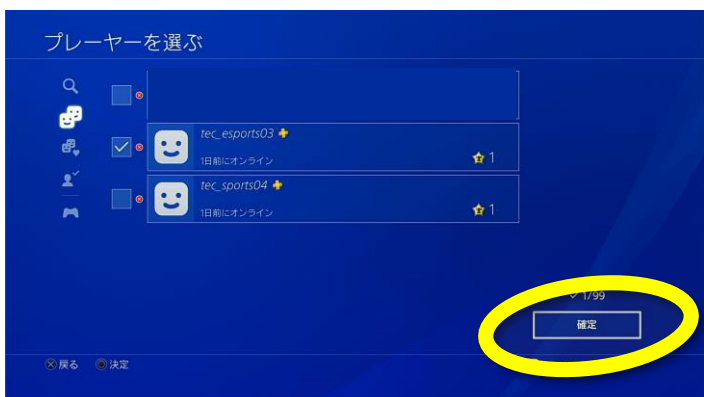 プレーヤーを選ぶ
tec_esports03
1日前にオンライン
1
tec_sports04
1日前にオンライン
1
1/99
確定
戻る 決定